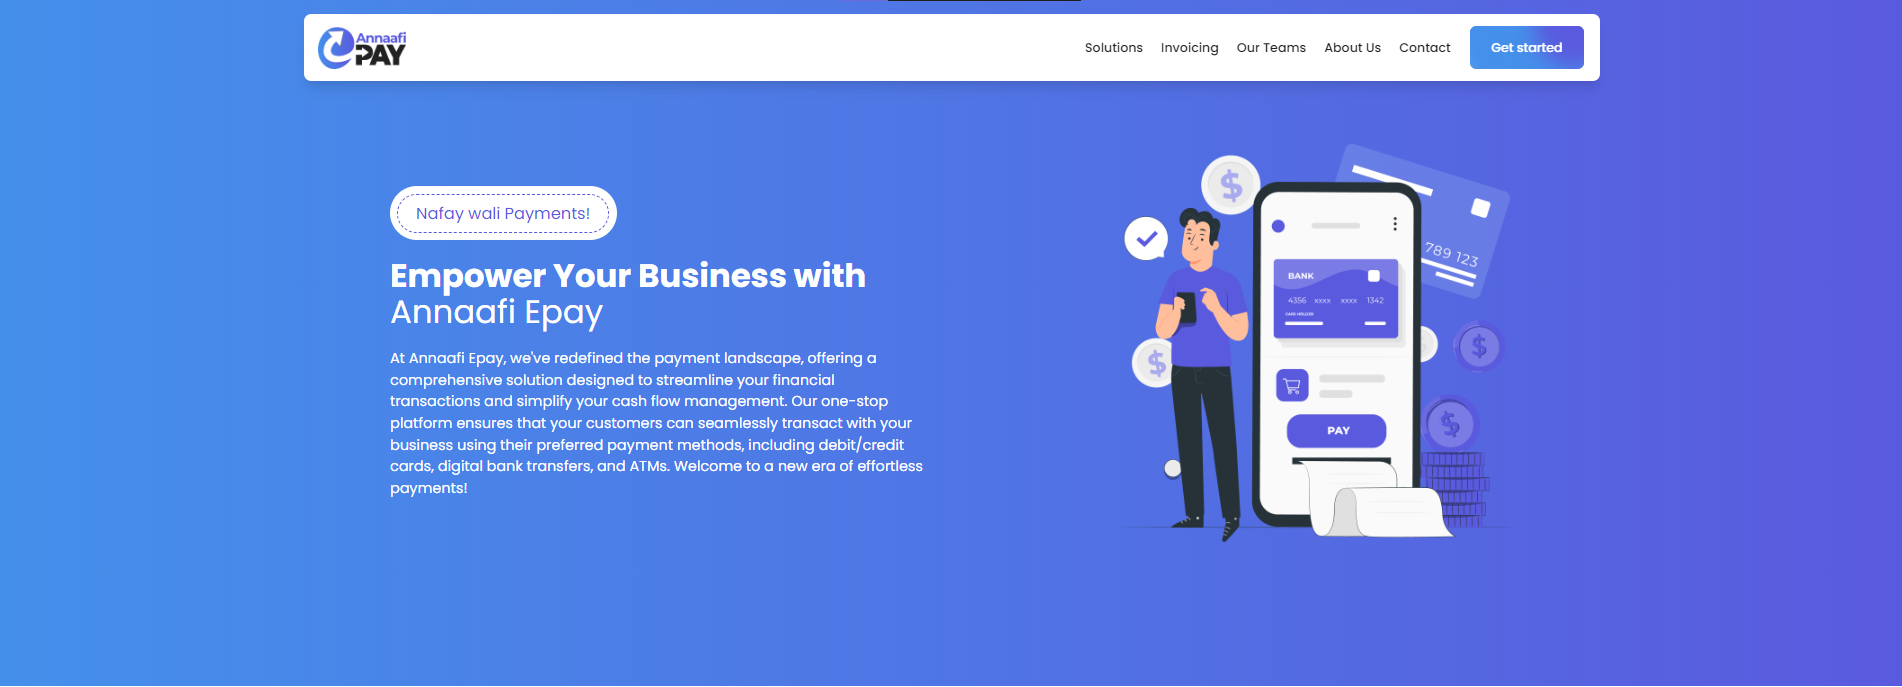 Annaafi
PAY
Solutions Invoicing Our Teams About Us Contact Get started
Nafay wali Payments!
Empower Your Business with
Annaafi Epay
At Annaafi Epay, we've redefined the payment landscape, offering a
comprehensive solution designed to streamline your financial
transactions and simplify your cash flow management. Our one-stop
platform ensures that your customers can seamlessly transact with your
business using their preferred payment methods, including debit/credit
cards, digital bank transfers, and ATMs. Welcome to a new era of effortless
payments!
789 123
BANK
4356 xxxx xxxx 1342
CARD HOLDER
PAY